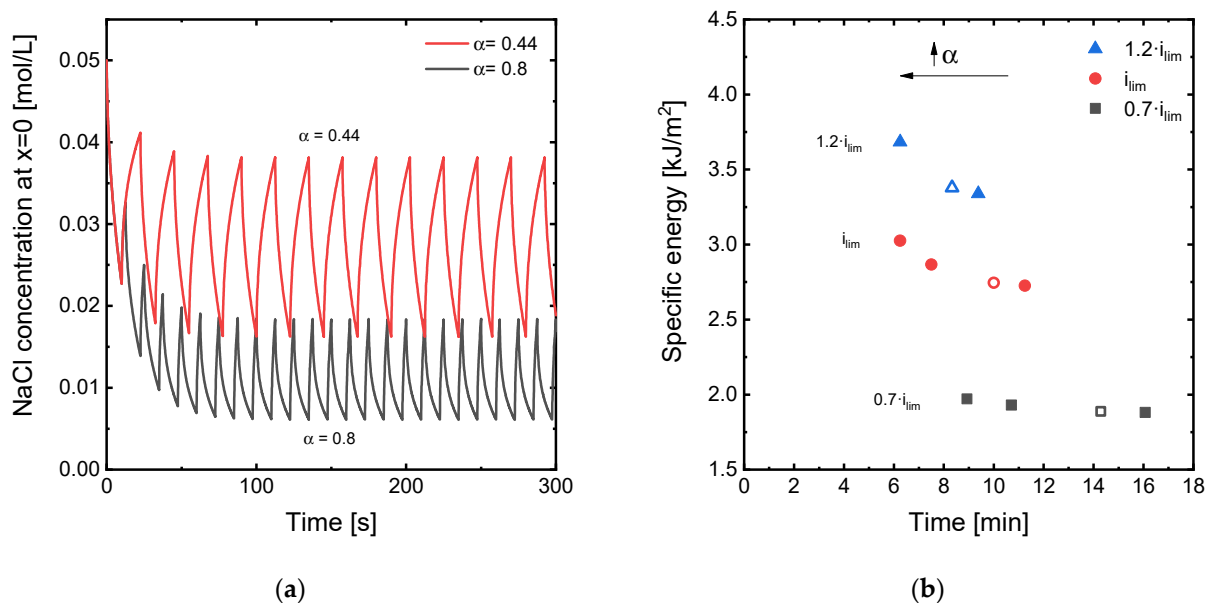 α= 0.44
α= 0.8
α = 0.44
α = 0.8
NaCl concentration at x=0 [mol/L]
0.05
0.04
0.03
0.02
0.01
0.00
0 100 200 300
Time [s]
(a)
4.5
4.0
3.5
3.0
2.5
2.0
1.5
Specific energy [kJ/m²]
α
1.2·i_lim
i_lim
0.7·i_lim
1.2·i_lim
i_lim
0.7·i_lim
0 2 4 6 8 10 12 14 16 18
Time [min]
(b)